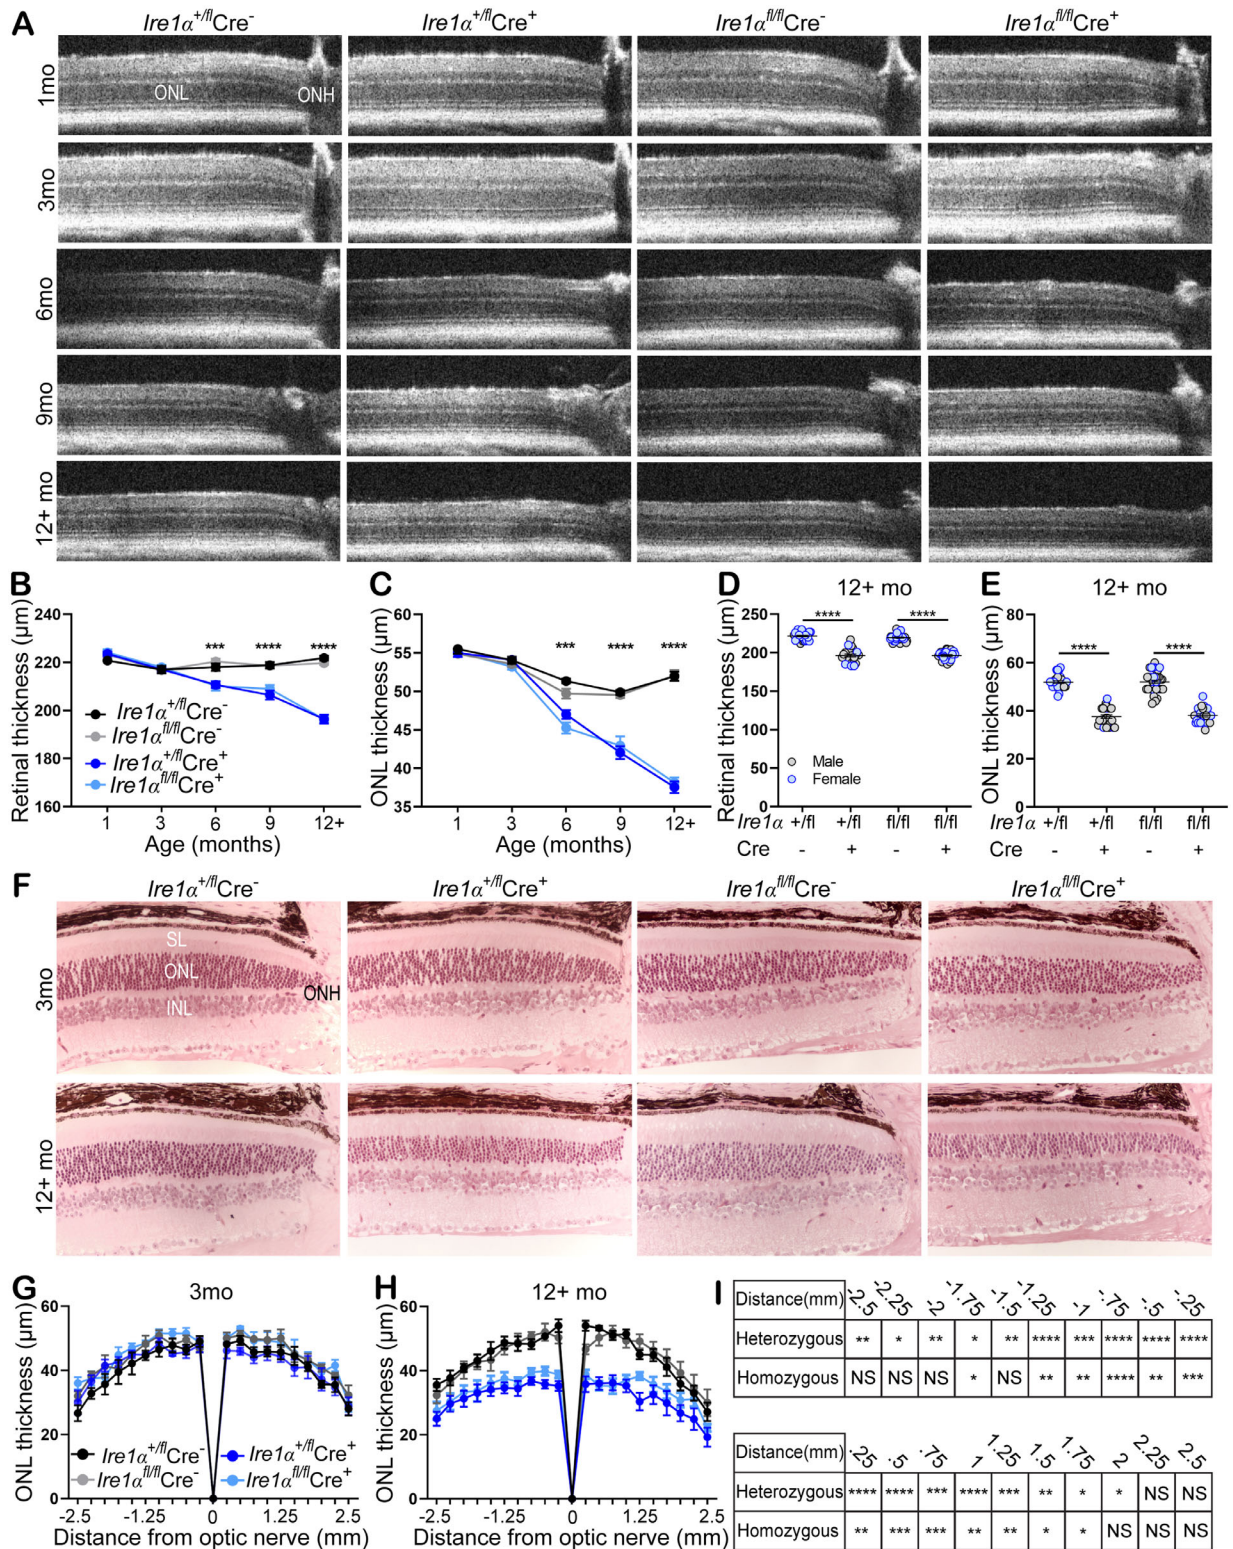 A
Ire1α+/flCre-
Ire1α+/flCre+
Ire1αfl/flCre-
Ire1αfl/flCre+
1mo
ONL
ONH
3mo
6mo
9mo
12+ mo
B
Retinal thickness (μm)
240
220
200
180
160
*** **** ****
Ire1α+/flCre-
Ire1αfl/flCre-
Ire1α+/flCre+
Ire1αfl/flCre+
1 3 6 9 12+
Age (months)
C
ONL thickness (μm)
60
55
50
45
40
35
*** **** ****
1 3 6 9 12+
Age (months)
D
12+ mo
Retinal thickness (μm)
250
200
150
100
50
0
**** ****
Male
Female
Ire1α +/fl +/fl fl/fl fl/fl
Cre - + - +
E
12+ mo
ONL thickness (μm)
80
60
40
20
0
**** ****
Ire1α +/fl +/fl fl/fl fl/fl
Cre - + - +
F
Ire1α+/flCre-
Ire1α+/flCre+
Ire1αfl/flCre-
Ire1αfl/flCre+
3mo
SL
ONL
ONH
INL
12+ mo
G
3mo
ONL thickness (μm)
60
40
20
0
Ire1α+/flCre-
Ire1α+/flCre+
Ire1αfl/flCre-
Ire1αfl/flCre+
-2.5 -1.25 0 1.25 2.5
Distance from optic nerve (mm)
H
12+ mo
ONL thickness (μm)
60
40
20
0
-2.5 -1.25 0 1.25 2.5
Distance from optic nerve (mm)
I
Distance(mm) -2.5 -2.25 -2 -1.75 -1.5 -1.25 -1 -.75 -.5 -.25
Heterozygous ** * ** * ** **** *** **** **** ****
Homozygous NS NS NS * NS ** ** **** ** ***
Distance(mm) .25 .5 .75 1 1.25 1.5 1.75 2 2.25 2.5
Heterozygous **** **** *** **** *** ** * * NS NS
Homozygous ** *** *** ** ** * * NS NS NS